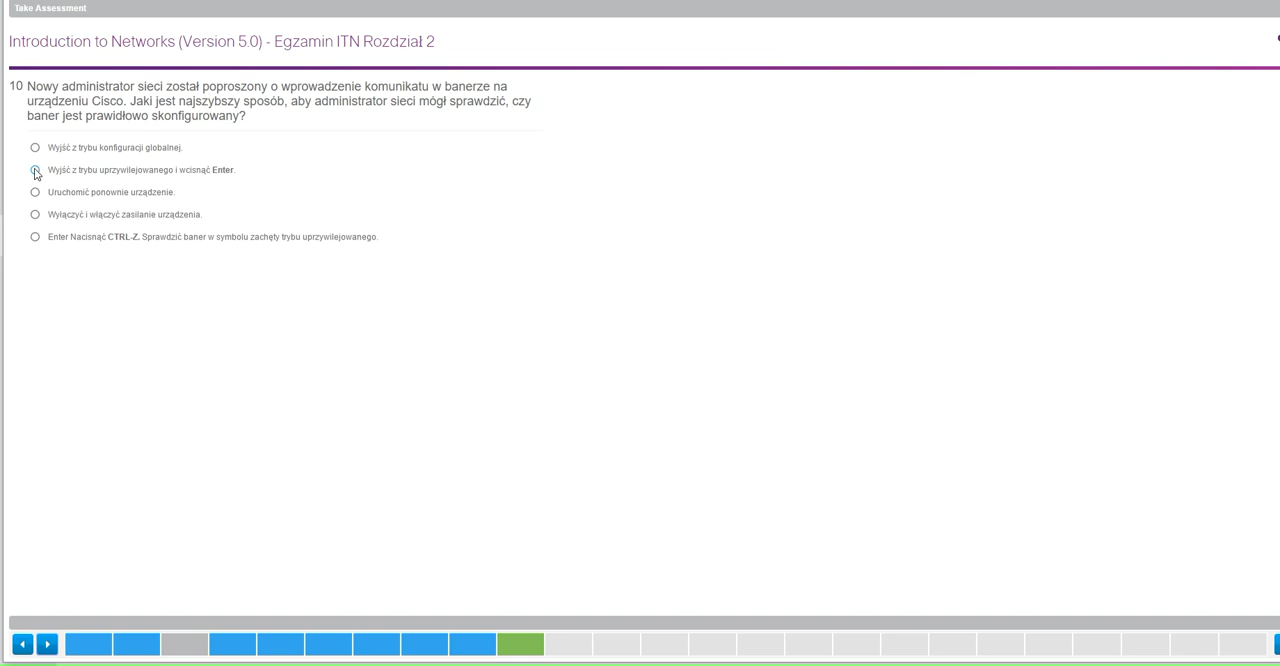 Take Assessment
Introduction to Networks (Version 5.0) - Egzamin ITN Rozdział 2
10 Nowy administrator sieci został poproszony o wprowadzenie komunikatu w banerze na
urządzeniu Cisco. Jaki jest najszybszy sposób, aby administrator sieci mógł sprawdzić, czy
baner jest prawidłowo skonfigurowany?
Wyjść z trybu konfiguracji globalnej.
Wyjść z trybu uprzywilejowanego i wcisnąć Enter.
Uruchomić ponownie urządzenie.
Wyłączyć i włączyć zasilanie urządzenia.
Enter Nacisnąć CTRL-Z. Sprawdzić baner w symbolu zachęty trybu uprzywilejowanego.